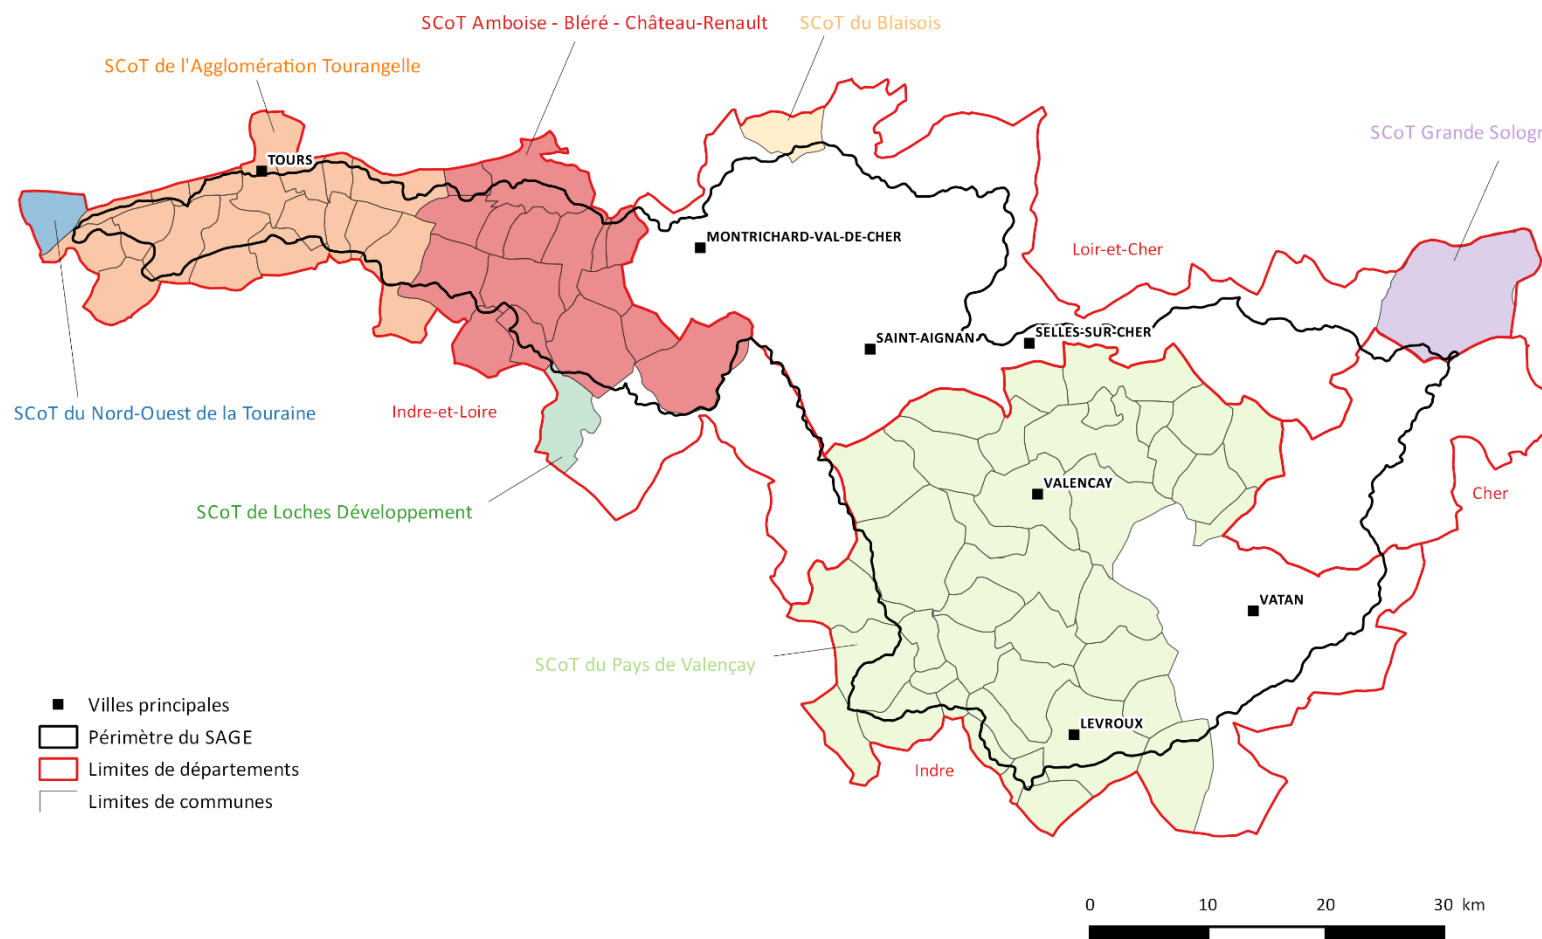 SCoT Amboise - Bléré - Château-Renault
SCoT du Blaisois
SCoT de l'Agglomération Tourangelle
SCoT Grande Sologn
TOURS
MONTRICHARD-VAL-DE-CHER
Loir-et-Cher
SAINT-AIGNAN
SELLES-SUR-CHER
SCoT du Nord-Ouest de la Touraine
Indre-et-Loire
VALENCAY
Cher
SCoT de Loches Développement
VATAN
SCoT du Pays de Valençay
Villes principales
LEVROUX
Périmètre du SAGE
Limites de départements
Indre
Limites de communes
0 10 20 30 km